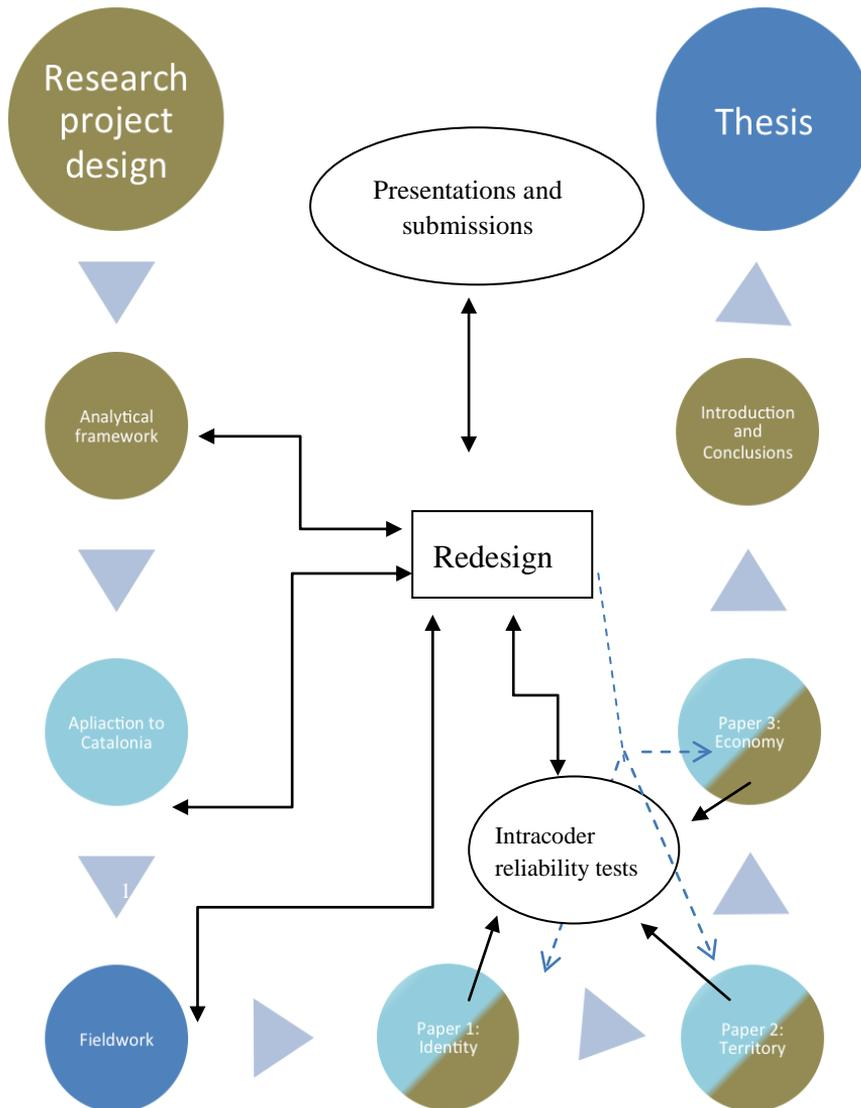 Research
project
design
Thesis
Presentations and
submissions
Analytical
framework
Introduction
and
Conclusions
Redesign
Apliaction to
Catalonia
Paper 3:
Economy
Intracoder
reliability tests
1
Fieldwork
Paper 1:
Identity
Paper 2:
Territory